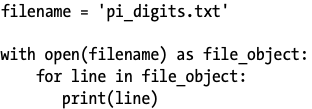 filename = 'pi_digits.txt'

with open(filename) as file_object:
    for line in file_object:
        print(line)